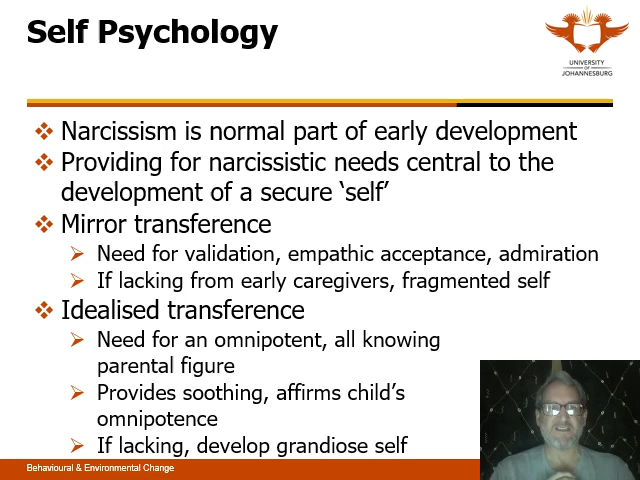 Self Psychology
UNIVERSITY
OF
JOHANNESBURG
Narcissism is normal part of early development
Providing for narcissistic needs central to the
development of a secure ‘self’
Mirror transference
Need for validation, empathic acceptance, admiration
If lacking from early caregivers, fragmented self
Idealised transference
Need for an omnipotent, all knowing
parental figure
Provides soothing, affirms child’s
omnipotence
If lacking, develop grandiose self
Behavioural & Environmental Change